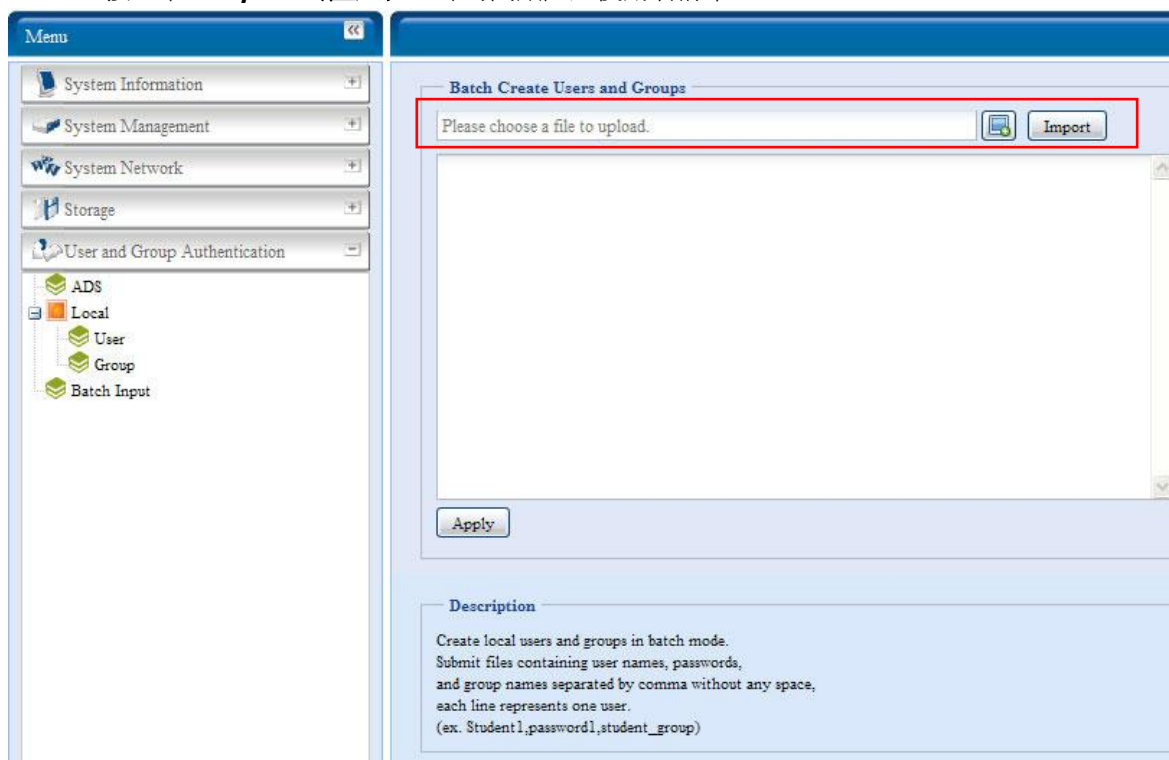 Menu
System Information
System Management
System Network
Storage
User and Group Authentication
ADS
Local
User
Group
Batch Input
Batch Create Users and Groups
Please choose a file to upload.
Import
Apply
Description
Create local users and groups in batch mode.
Submit files containing user names, passwords,
and group names separated by comma without any space,
each line represents one user.
(ex. Student1,password1,student_group)